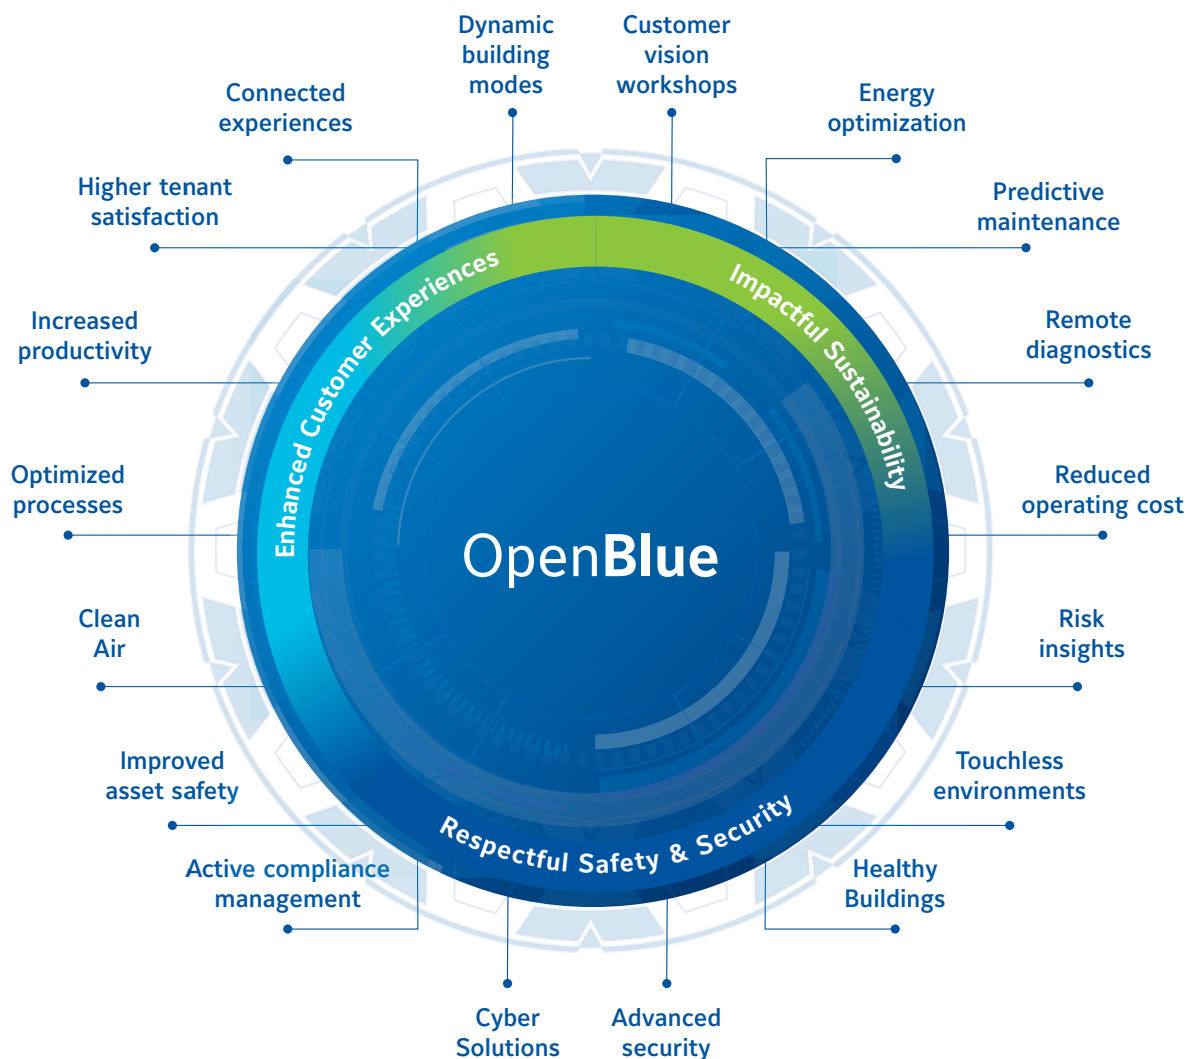 Dynamic
building
modes
Customer
vision
workshops
Connected
experiences
Energy
optimization
Higher tenant
satisfaction
Predictive
maintenance
Increased
productivity
Remote
diagnostics
Optimized
processes
Reduced
operating cost
Clean
Air
Risk
insights
Improved
asset safety
Touchless
environments
Active compliance
management
Healthy
Buildings
Cyber
Solutions
Advanced
security
Enhanced Customer Experiences
Impactful Sustainability
Respectful Safety & Security
OpenBlue